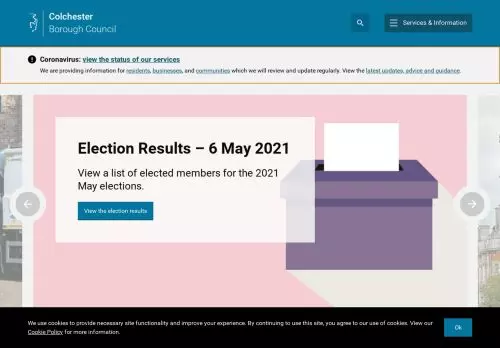 Colchester
Borough Council
Services & Information
Coronavirus: view the status of our services
We are providing information for residents, businesses, and communities which we will review and update regularly. View the latest updates, advice and guidance.
Election Results – 6 May 2021
View a list of elected members for the 2021
May elections.
View the election results
We use cookies to provide necessary site functionality and improve your experience. By continuing to use this site, you agree to our use of cookies. View our
Cookie Policy for more information.
Ok